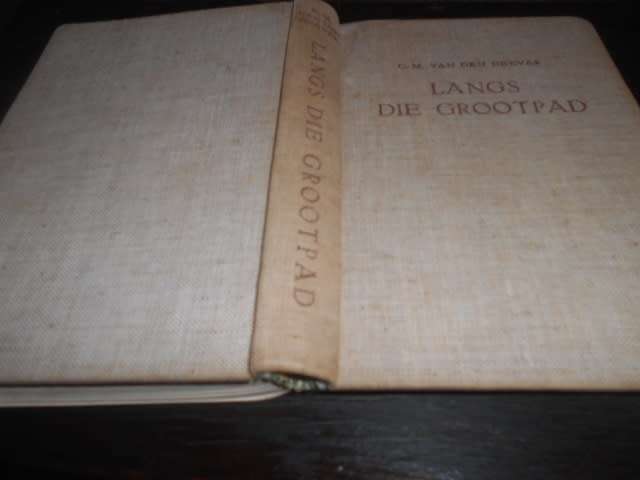 C. M. VAN DEN HEEVER
LANGS
DIE GROOTPAD
LANGS DIE GROOTPAD